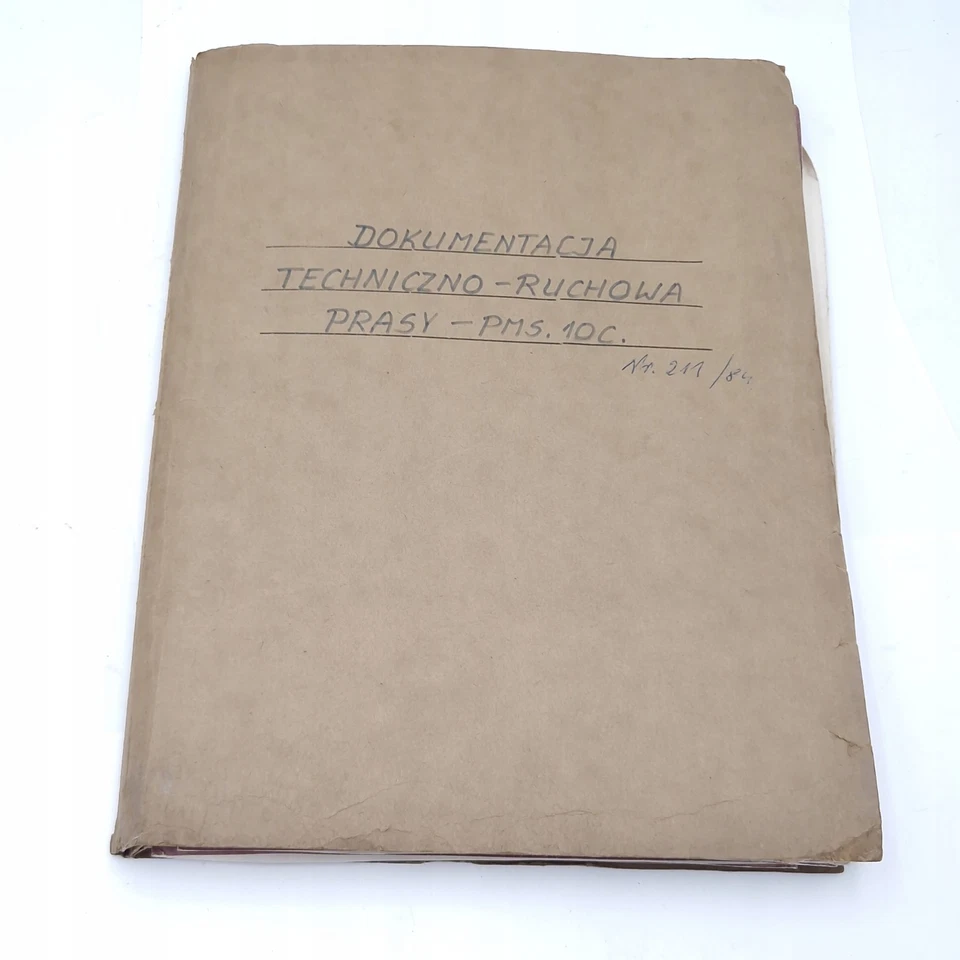 DOKUMENTACJA
TECHNICZNO-RUCHOWA
PRASY - PMS. 10C.
Nr. 211 /84